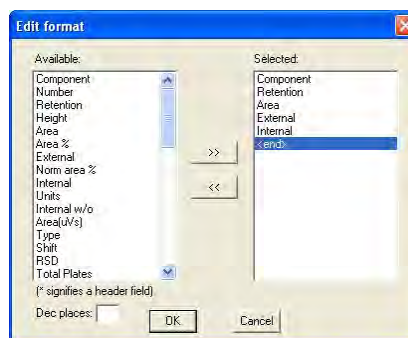 Edit format
Available:
Component
Number
Retention
Height
Area
Area %
External
Norm area %
Internal
Units
Internal w/o
Area(uVs)
Type
Shift
RSD
Total Plates
(* signifies a header field)
Dec places:
>>
<<
Selected:
Component
Retention
Area
External
Internal
<end>
OK
Cancel